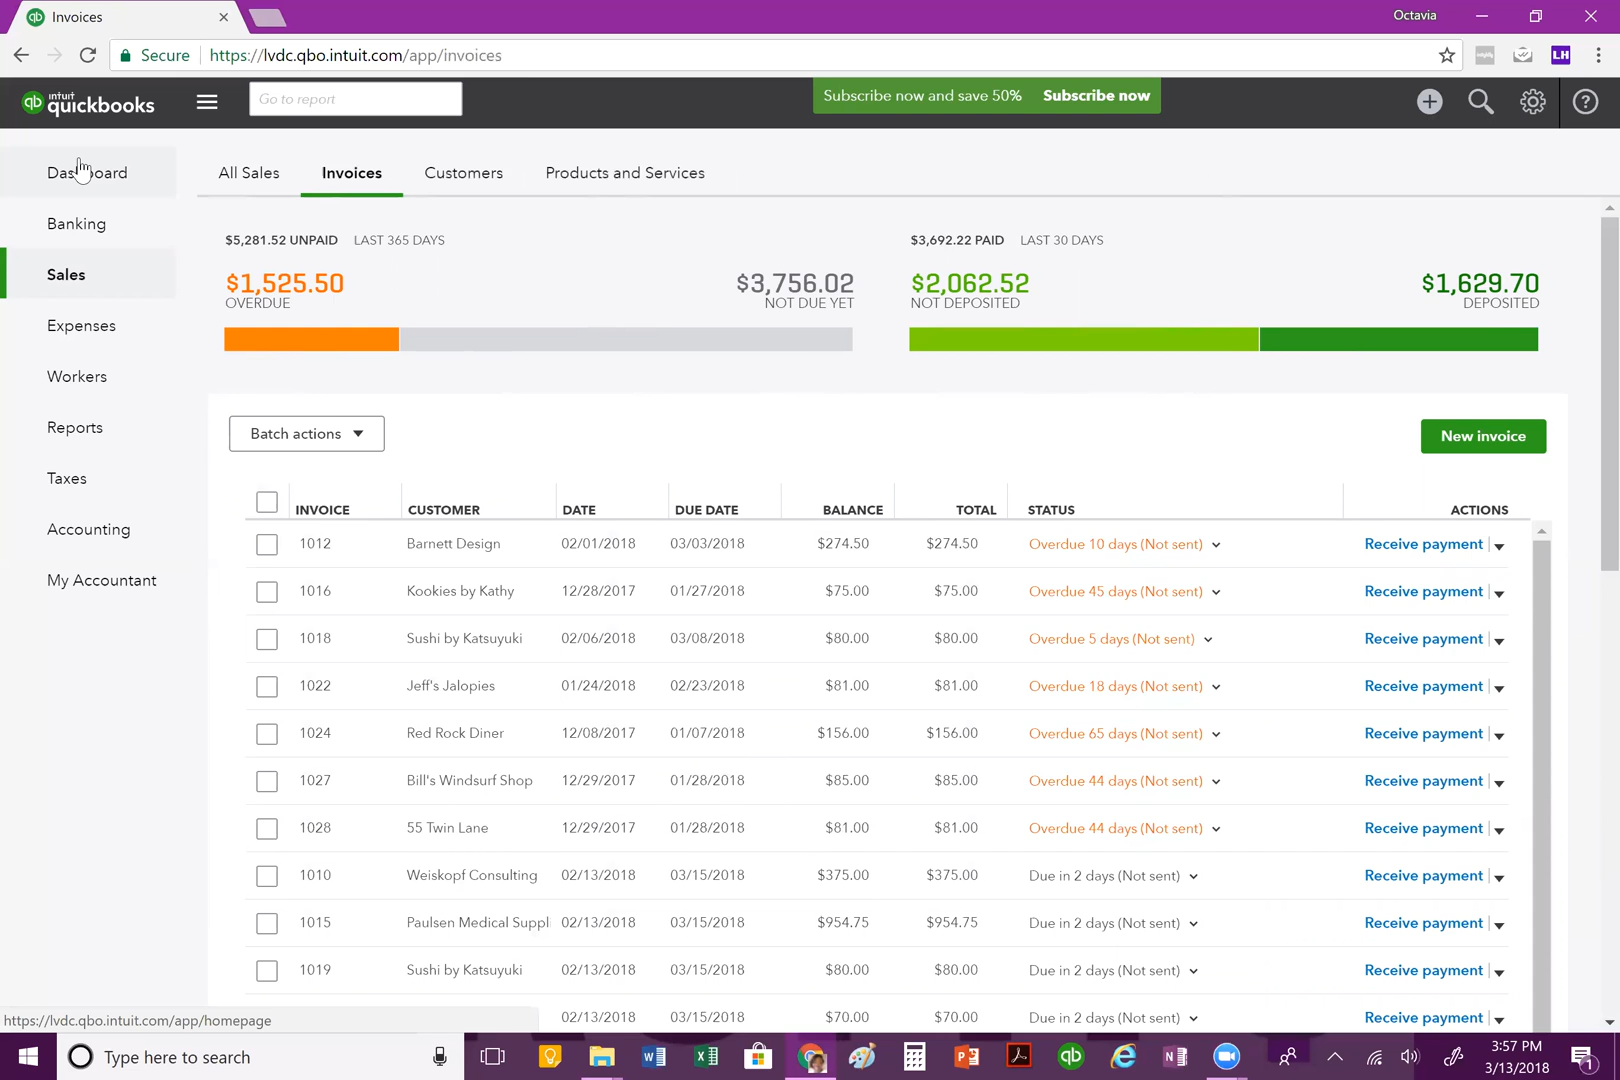 Invoices
Octavia
Secure https://lvdc.qbo.intuit.com/app/invoices
LH
qb intuit quickbooks
Go to report
Subscribe now and save 50% Subscribe now
Dashboard
Banking
Sales
Expenses
Workers
Reports
Taxes
Accounting
My Accountant
All Sales Invoices Customers Products and Services
$5,281.52 UNPAID LAST 365 DAYS
$3,692.22 PAID LAST 30 DAYS
$1,525.50 $3,756.02 $2,062.52 $1,629.70
OVERDUE NOT DUE YET NOT DEPOSITED DEPOSITED
Batch actions
New invoice
INVOICE CUSTOMER DATE DUE DATE BALANCE TOTAL STATUS ACTIONS
1012 Barnett Design 02/01/2018 03/03/2018 $274.50 $274.50 Overdue 10 days (Not sent) Receive payment
1016 Kookies by Kathy 12/28/2017 01/27/2018 $75.00 $75.00 Overdue 45 days (Not sent) Receive payment
1018 Sushi by Katsuyuki 02/06/2018 03/08/2018 $80.00 $80.00 Overdue 5 days (Not sent) Receive payment
1022 Jeff's Jalopies 01/24/2018 02/23/2018 $81.00 $81.00 Overdue 18 days (Not sent) Receive payment
1024 Red Rock Diner 12/08/2017 01/07/2018 $156.00 $156.00 Overdue 65 days (Not sent) Receive payment
1027 Bill's Windsurf Shop 12/29/2017 01/28/2018 $85.00 $85.00 Overdue 44 days (Not sent) Receive payment
1028 55 Twin Lane 12/29/2017 01/28/2018 $81.00 $81.00 Overdue 44 days (Not sent) Receive payment
1010 Weiskopf Consulting 02/13/2018 03/15/2018 $375.00 $375.00 Due in 2 days (Not sent) Receive payment
1015 Paulsen Medical Suppl 02/13/2018 03/15/2018 $954.75 $954.75 Due in 2 days (Not sent) Receive payment
1019 Sushi by Katsuyuki 02/13/2018 03/15/2018 $80.00 $80.00 Due in 2 days (Not sent) Receive payment
02/13/2018 03/15/2018 $70.00 $70.00 Due in 2 days (Not sent) Receive payment
https://lvdc.qbo.intuit.com/app/homepage
Type here to search
3:57 PM
3/13/2018
1